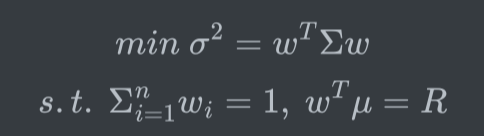 min σ² = wᵀΣw
s.t. Σⁿᵢ₌₁wᵢ = 1, wᵀμ = R